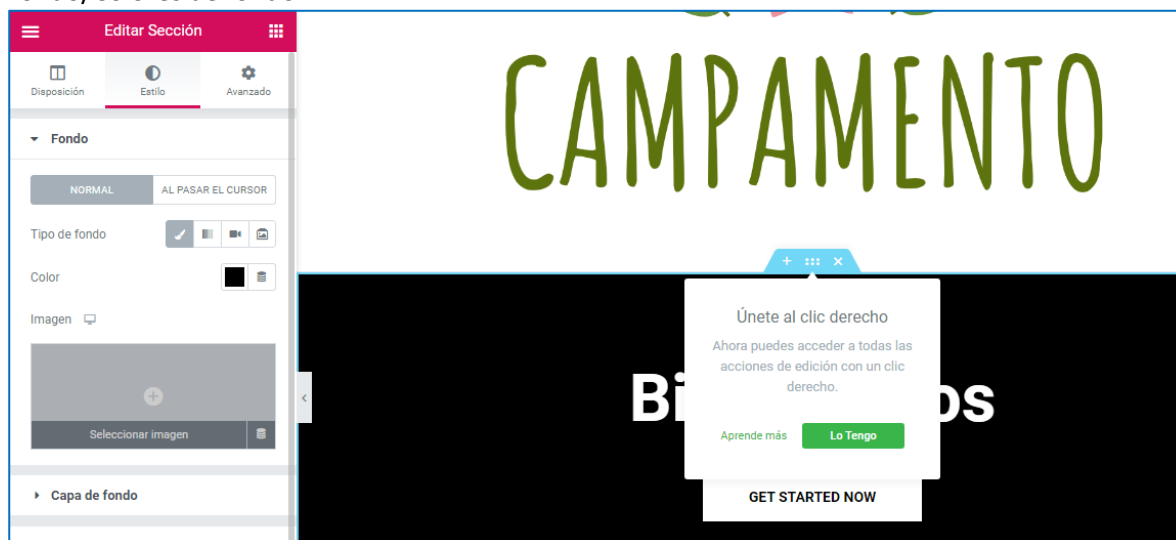 Editar Sección
Disposición
Estilo
Avanzado
Fondo
NORMAL
AL PASAR EL CURSOR
Tipo de fondo
Color
Imagen
Seleccionar imagen
Capa de fondo
CAMPAMENTO
Únete al clic derecho
Ahora puedes acceder a todas las
acciones de edición con un clic
derecho.
Aprende más
Lo Tengo
GET STARTED NOW